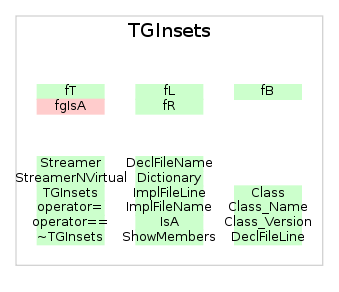 TGInsets
fT
fgIsA
fL
fR
fB
Streamer
StreamerNVirtual
TGInsets
operator=
operator==
~TGInsets
DeclFileName
Dictionary
ImplFileLine
ImplFileName
IsA
ShowMembers
Class
Class_Name
Class_Version
DeclFileLine